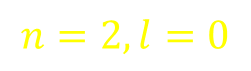 n = 2, l = 0